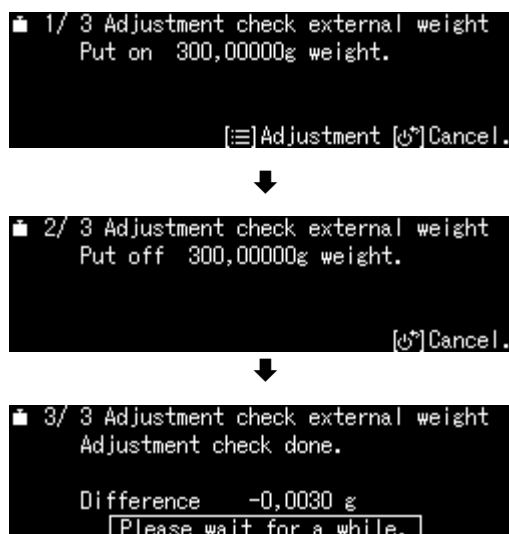 1/ 3 Adjustment check external weight
Put on 300,00000g weight.
[☰]Adjustment [⏻]Cancel.
2/ 3 Adjustment check external weight
Put off 300,00000g weight.
[⏻]Cancel.
3/ 3 Adjustment check external weight
Adjustment check done.
Difference -0,0030 g
Please wait for a while.